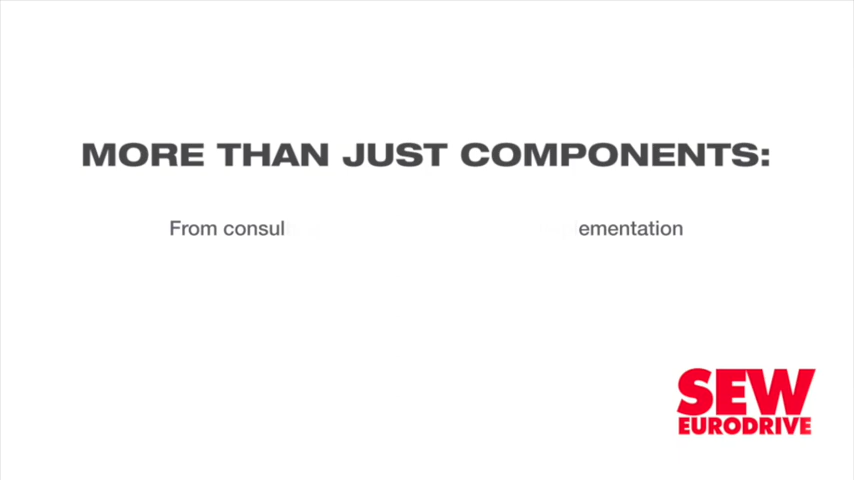 MORE THAN JUST COMPONENTS:
From consul ementation
SEW
EURODRIVE